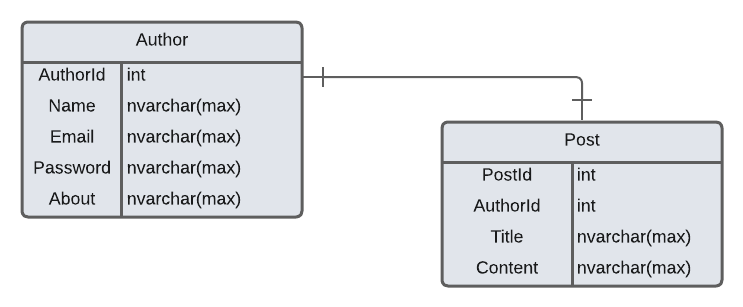 Author
AuthorId int
Name nvarchar(max)
Email nvarchar(max)
Password nvarchar(max)
About nvarchar(max)
Post
PostId int
AuthorId int
Title nvarchar(max)
Content nvarchar(max)